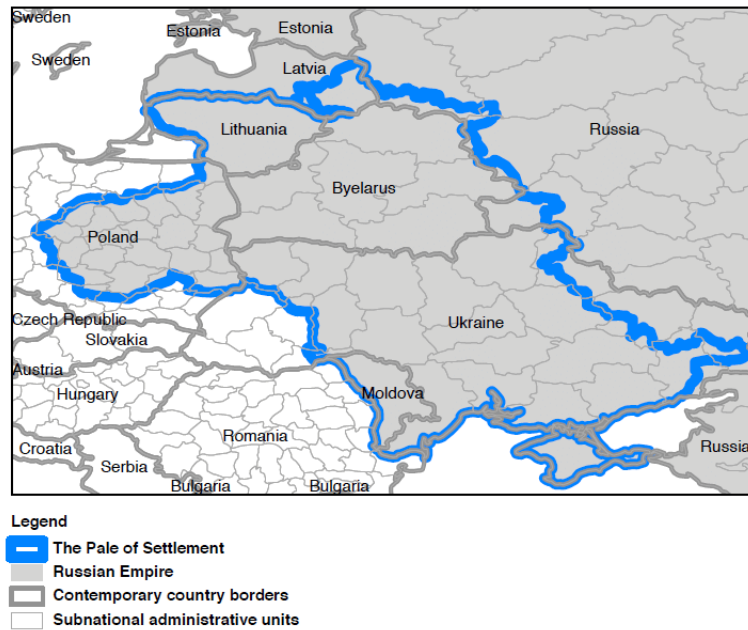 Sweden
Estonia
Estonia
Sweden
Latvia
Lithuania
Russia
Byelarus
Poland
Czech Republic
Ukraine
Slovakia
Austria
Moldova
Hungary
Romania
Croatia
Russia
Serbia
Bulgaria
Bulgaria
Legend
The Pale of Settlement
Russian Empire
Contemporary country borders
Subnational administrative units